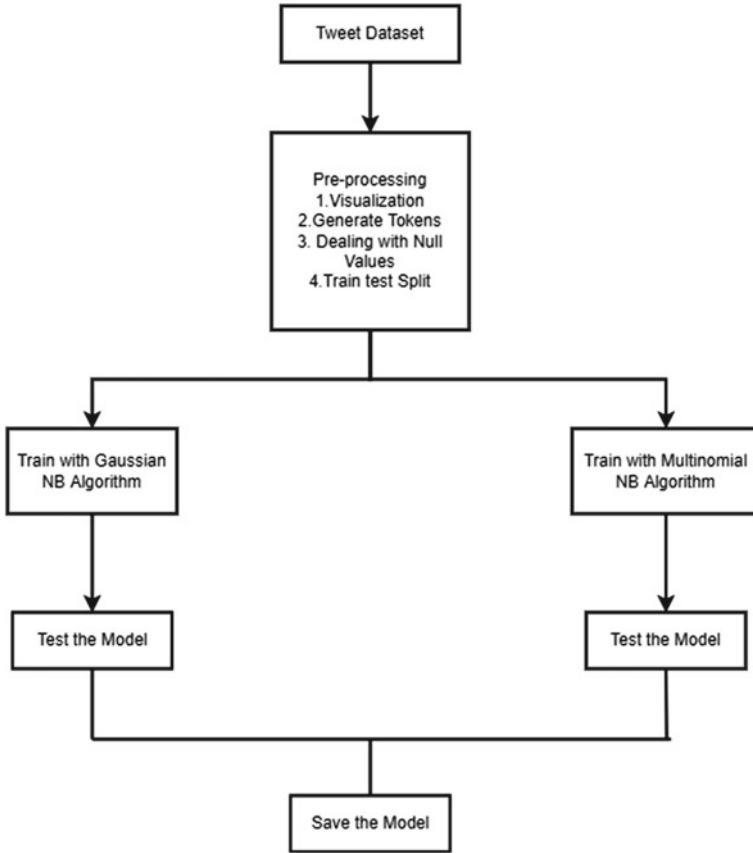 Tweet Dataset
Pre-processing
1.Visualization
2.Generate Tokens
3. Dealing with Null
Values
4.Train test Split
Train with Gaussian
NB Algorithm
Train with Multinomial
NB Algorithm
Test the Model
Test the Model
Save the Model